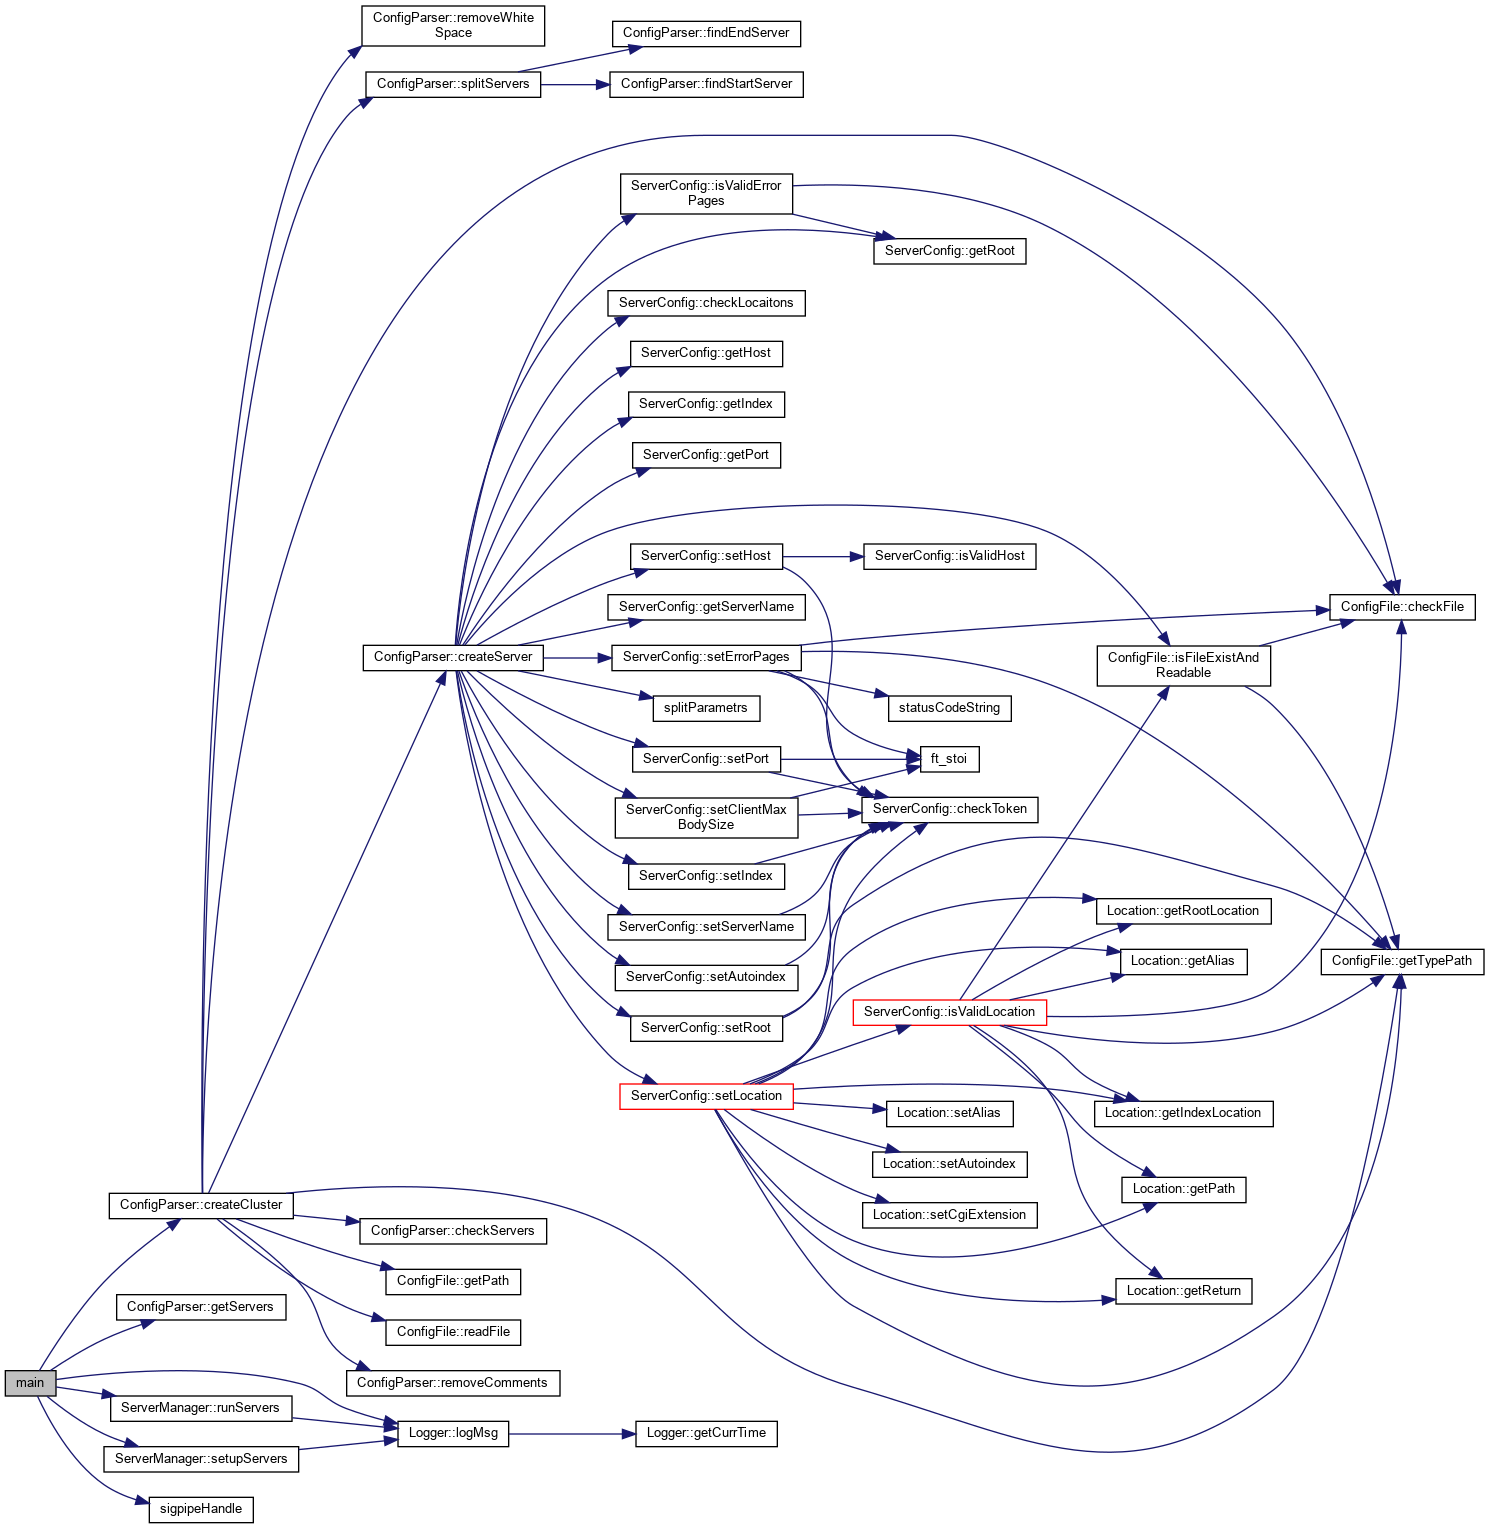 ConfigParser::removeWhite
Space
ConfigParser::findEndServer
ConfigParser::splitServers
ConfigParser::findStartServer
ServerConfig::isValidError
Pages
ServerConfig::getRoot
ServerConfig::checkLocaitons
ServerConfig::getHost
ServerConfig::getIndex
ServerConfig::getPort
ServerConfig::setHost
ServerConfig::isValidHost
ServerConfig::getServerName
ConfigFile::checkFile
ConfigParser::createServer
ServerConfig::setErrorPages
ConfigFile::isFileExistAnd
Readable
splitParametrs
statusCodeString
ServerConfig::setPort
ft_stoi
ServerConfig::setClientMax
BodySize
ServerConfig::checkToken
ServerConfig::setIndex
Location::getRootLocation
ServerConfig::setServerName
Location::getAlias
ConfigFile::getTypePath
ServerConfig::setAutoindex
ServerConfig::isValidLocation
ServerConfig::setRoot
ServerConfig::setLocation
Location::setAlias
Location::getIndexLocation
Location::setAutoindex
Location::getPath
ConfigParser::createCluster
Location::setCgiExtension
ConfigParser::checkServers
ConfigFile::getPath
Location::getReturn
ConfigParser::getServers
ConfigFile::readFile
main
ConfigParser::removeComments
ServerManager::runServers
Logger::logMsg
Logger::getCurrTime
ServerManager::setupServers
sigpipeHandle